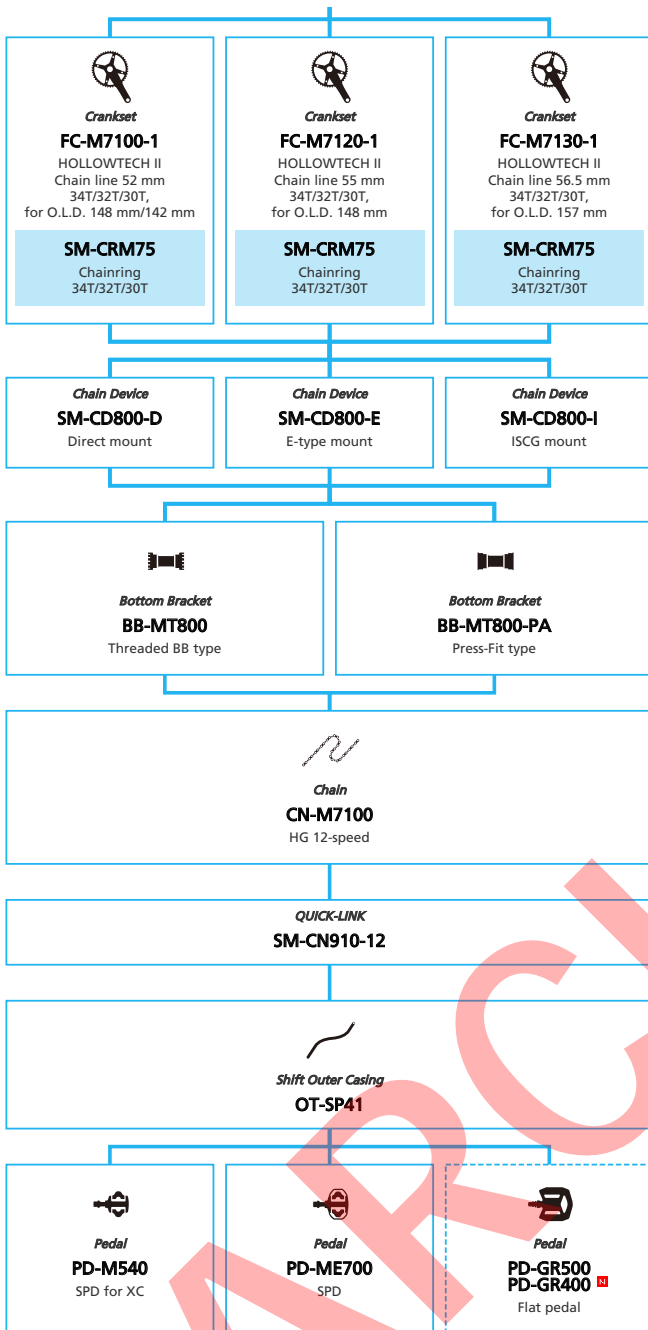 Crankset
FC-M7100-1
HOLLOWTECH II
Chain line 52 mm
34T/32T/30T,
for O.L.D. 148 mm/142 mm
SM-CRM75
Chainring
34T/32T/30T
Crankset
FC-M7120-1
HOLLOWTECH II
Chain line 55 mm
34T/32T/30T,
for O.L.D. 148 mm
SM-CRM75
Chainring
34T/32T/30T
Crankset
FC-M7130-1
HOLLOWTECH II
Chain line 56.5 mm
34T/32T/30T,
for O.L.D. 157 mm
SM-CRM75
Chainring
34T/32T/30T
Chain Device
SM-CD800-D
Direct mount
Chain Device
SM-CD800-E
E-type mount
Chain Device
SM-CD800-I
ISCG mount
Bottom Bracket
BB-MT800
Threaded BB type
Bottom Bracket
BB-MT800-PA
Press-Fit type
Chain
CN-M7100
HG 12-speed
QUICK-LINK
SM-CN910-12
Shift Outer Casing
OT-SP41
Pedal
PD-M540
SPD for XC
Pedal
PD-ME700
SPD
Pedal
PD-GR500
PD-GR400 N
Flat pedal